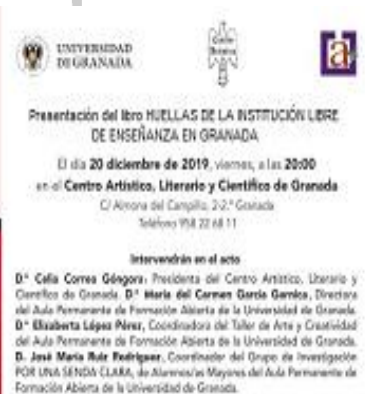 UNIVERSIDAD
DE GRANADA
Presentación del libro HUELLAS DE LA INSTITUCIÓN LIBRE
DE ENSEÑANZA EN GRANADA
El día 20 diciembre de 2019, viernes, a las 20:00
en el Centro Artístico, Literario y Científico de Granada
C/ Almona del Campillo, 2-2.º Granada
Teléfono 958 22 68 11
Intervendrán en el acto
D.ª Celia Correa Góngora, Presidenta del Centro Artístico, Literario y
Científico de Granada. D.ª María del Carmen García Garnica, Directora
del Aula Permanente de Formación Abierta de la Universidad de Granada.
D.ª Elisaberta López Pérez, Coordinadora del Taller de Arte y Creatividad
del Aula Permanente de Formación Abierta de la Universidad de Granada.
D. José María Ruiz Rodríguez, Coordinador del Grupo de Investigación
POR UNA SENDA CLARA, de Alumnos/as Mayores del Aula Permanente de
Formación Abierta de la Universidad de Granada.